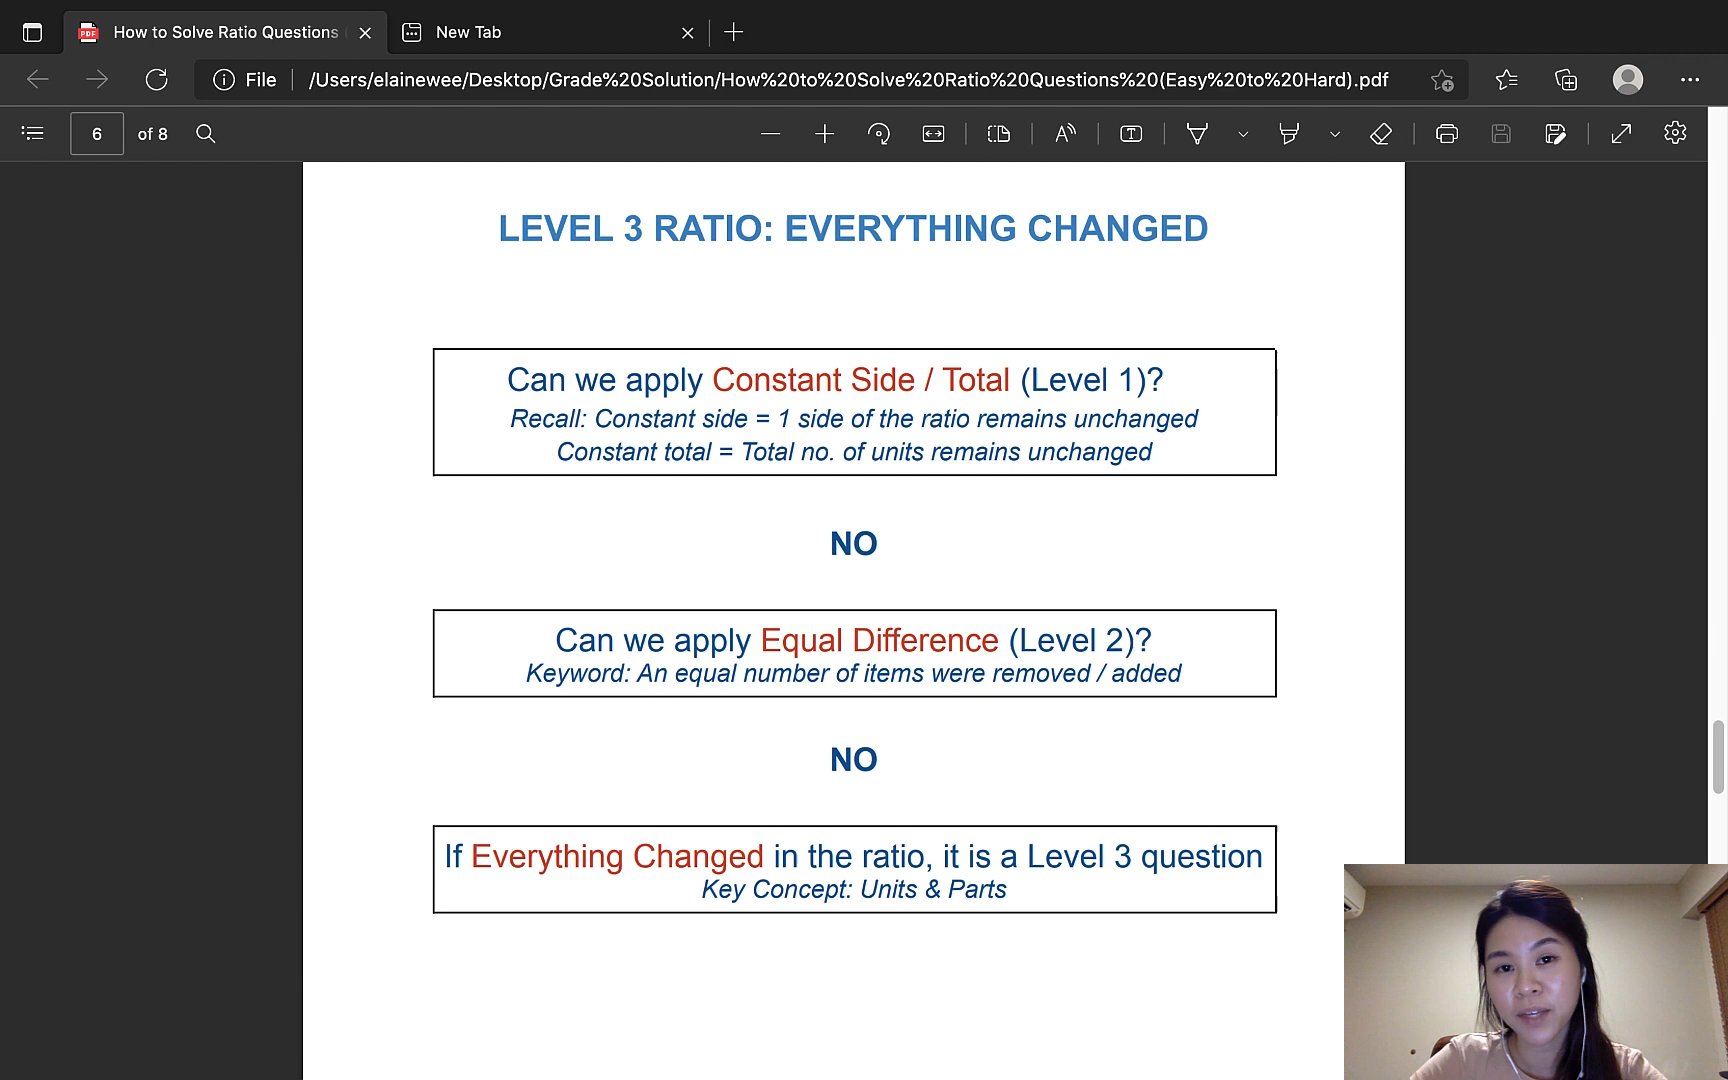 How to Solve Ratio Questions
New Tab
File
/Users/elainewee/Desktop/Grade%20Solution/How%20to%20Solve%20Ratio%20Questions%20(Easy%20to%20Hard).pdf
6 of 8
LEVEL 3 RATIO: EVERYTHING CHANGED
Can we apply Constant Side / Total (Level 1)?
Recall: Constant side = 1 side of the ratio remains unchanged
Constant total = Total no. of units remains unchanged
NO
Can we apply Equal Difference (Level 2)?
Keyword: An equal number of items were removed / added
NO
If Everything Changed in the ratio, it is a Level 3 question
Key Concept: Units & Parts